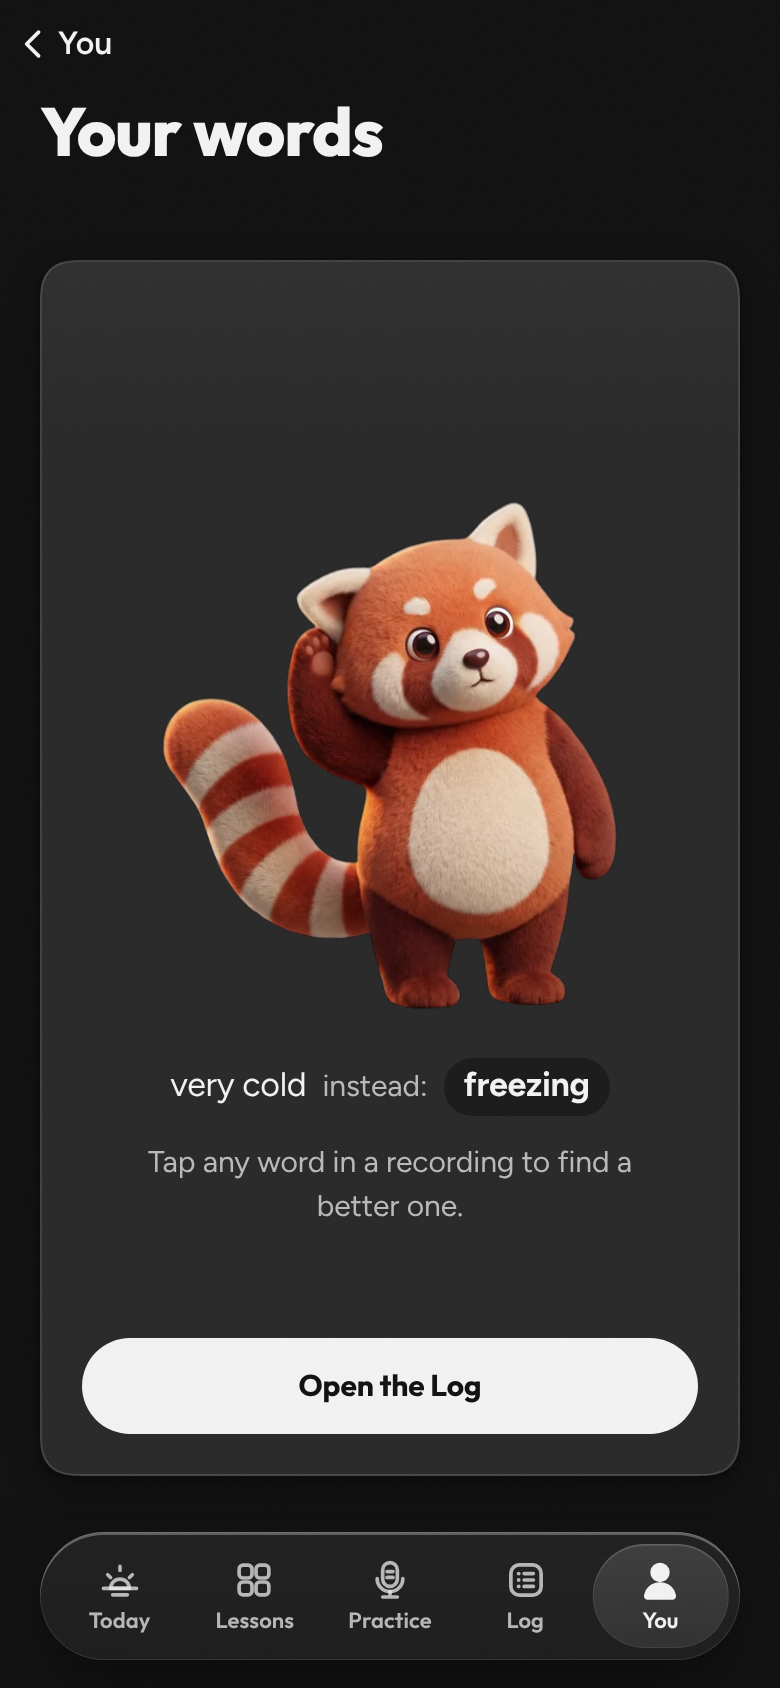 You
Your words
very cold instead: freezing
Tap any word in a recording to find a
better one.
Open the Log
Today Lessons Practice Log You